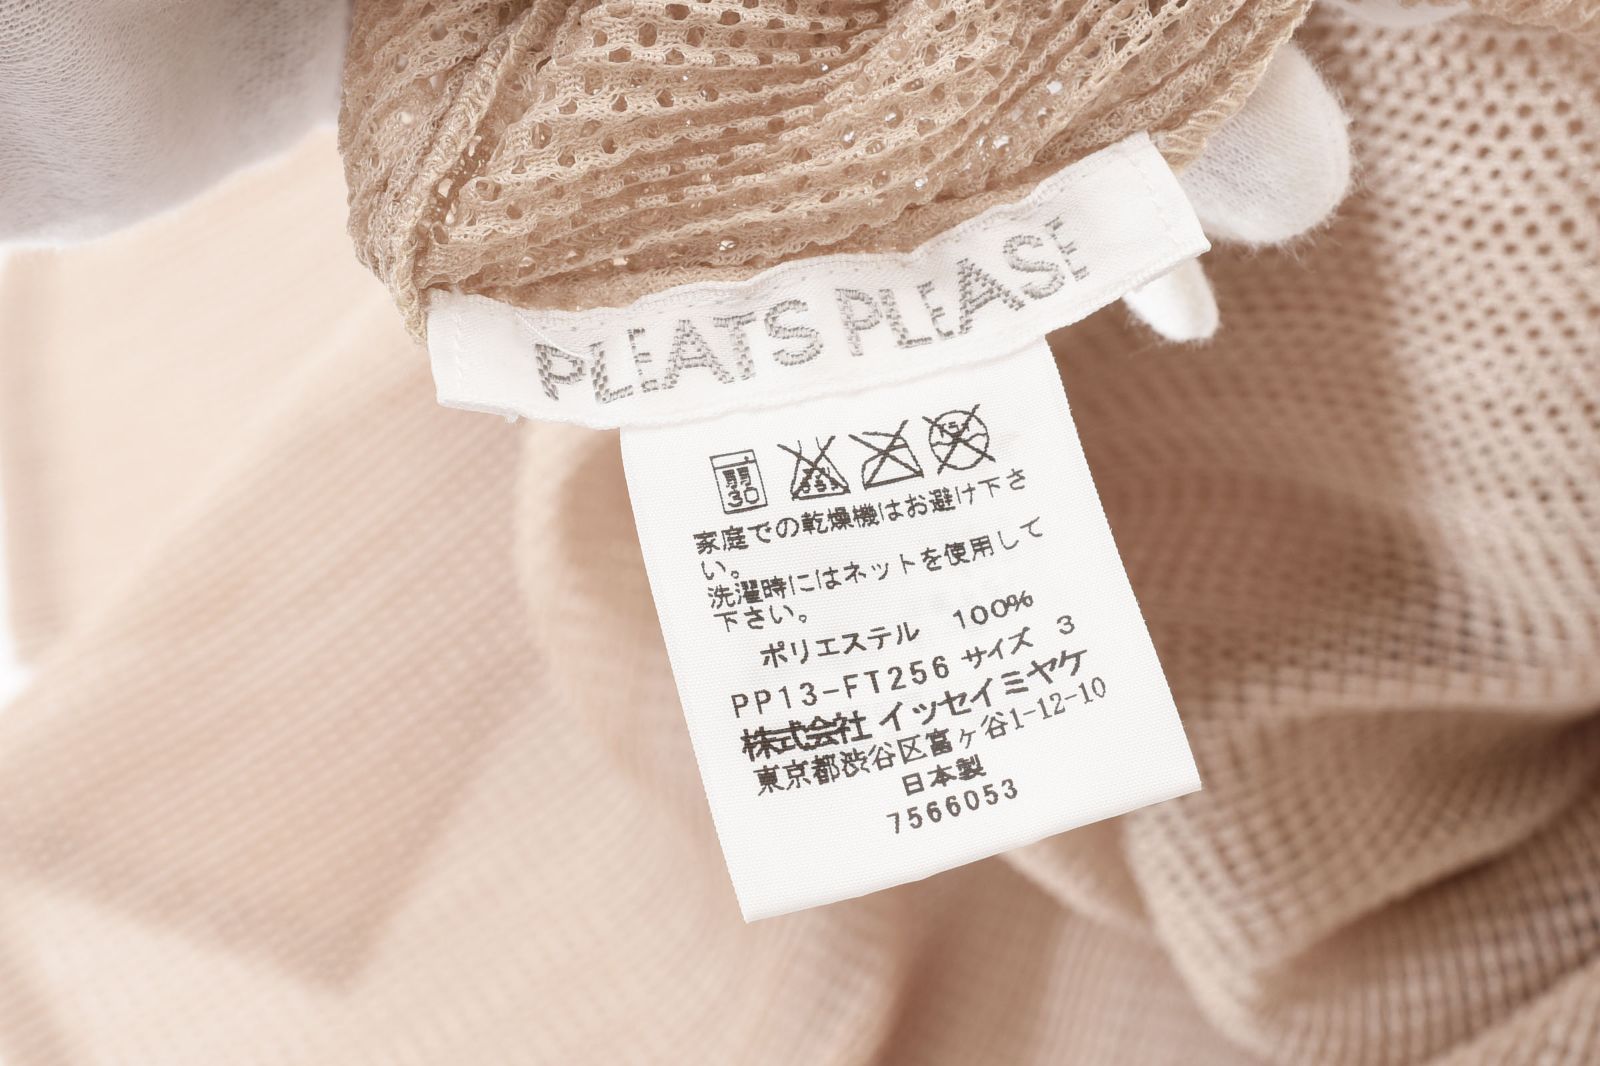 PLEATS PLEASE
弱
30
家庭での乾燥機はお避け下さ
い。
洗濯時にはネットを使用して
下さい。
ポリエステル 100%
PP13-FT256 サイズ 3
株式会社 イッセイミヤケ
東京都渋谷区富ヶ谷1-12-10
日本製
7566053